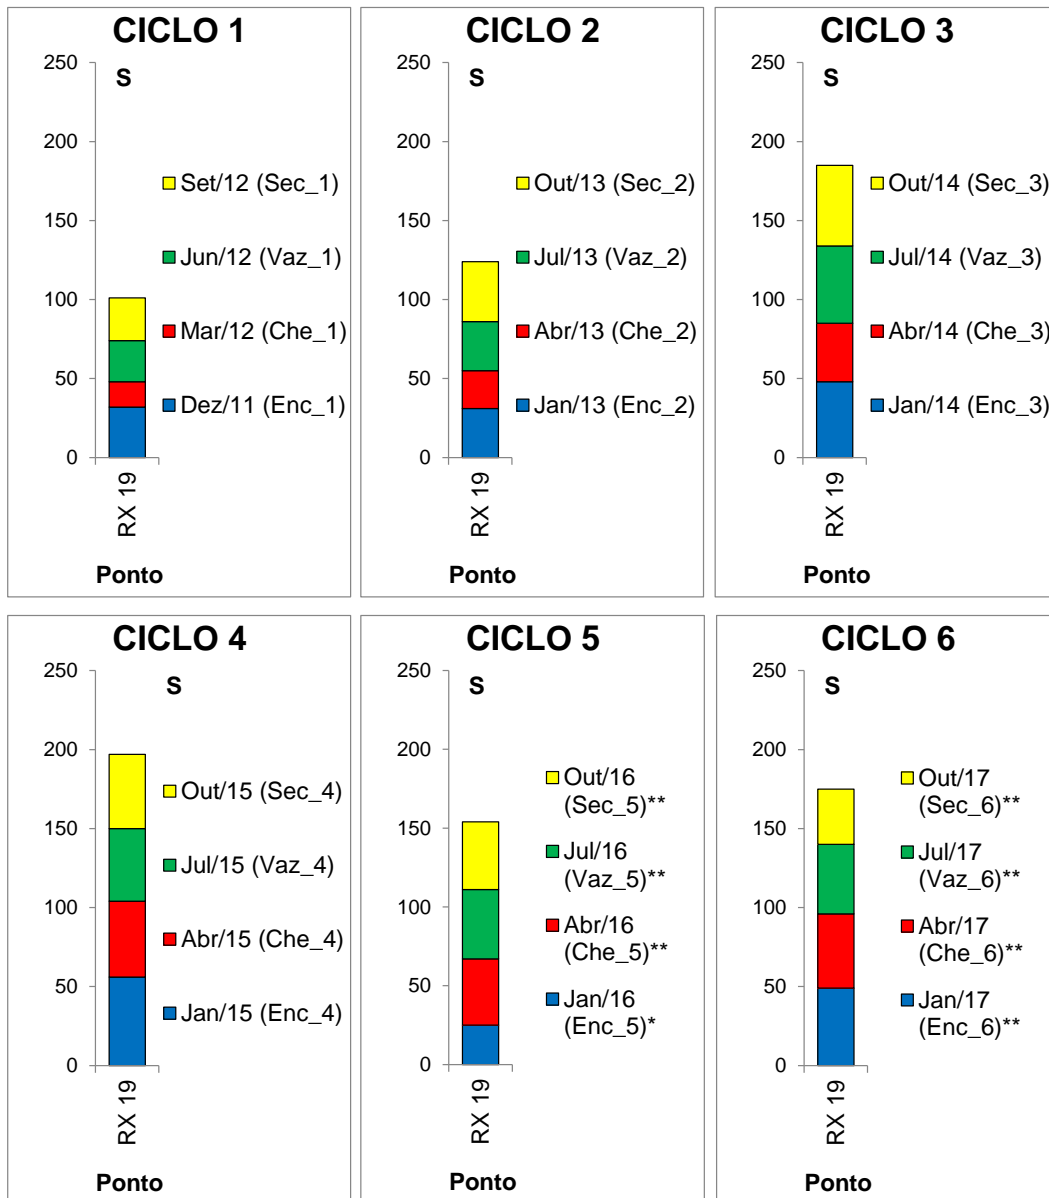 CICLO 1
250
S
200
Set/12 (Sec_1)
150
Jun/12 (Vaz_1)
100
Mar/12 (Che_1)
50
Dez/11 (Enc_1)
0
RX 19
Ponto
CICLO 2
250
S
200
Out/13 (Sec_2)
150
Jul/13 (Vaz_2)
100
Abr/13 (Che_2)
50
Jan/13 (Enc_2)
0
RX 19
Ponto
CICLO 3
250
S
200
Out/14 (Sec_3)
150
Jul/14 (Vaz_3)
100
Abr/14 (Che_3)
50
Jan/14 (Enc_3)
0
RX 19
Ponto
CICLO 4
250
S
200
Out/15 (Sec_4)
150
Jul/15 (Vaz_4)
100
Abr/15 (Che_4)
50
Jan/15 (Enc_4)
0
RX 19
Ponto
CICLO 5
250
S
200
Out/16
(Sec_5)**
150
Jul/16
(Vaz_5)**
100
Abr/16
(Che_5)**
50
Jan/16
(Enc_5)*
0
RX 19
Ponto
CICLO 6
250
S
200
Out/17
(Sec_6)**
150
Jul/17
(Vaz_6)**
100
Abr/17
(Che_6)**
50
Jan/17
(Enc_6)**
0
RX 19
Ponto